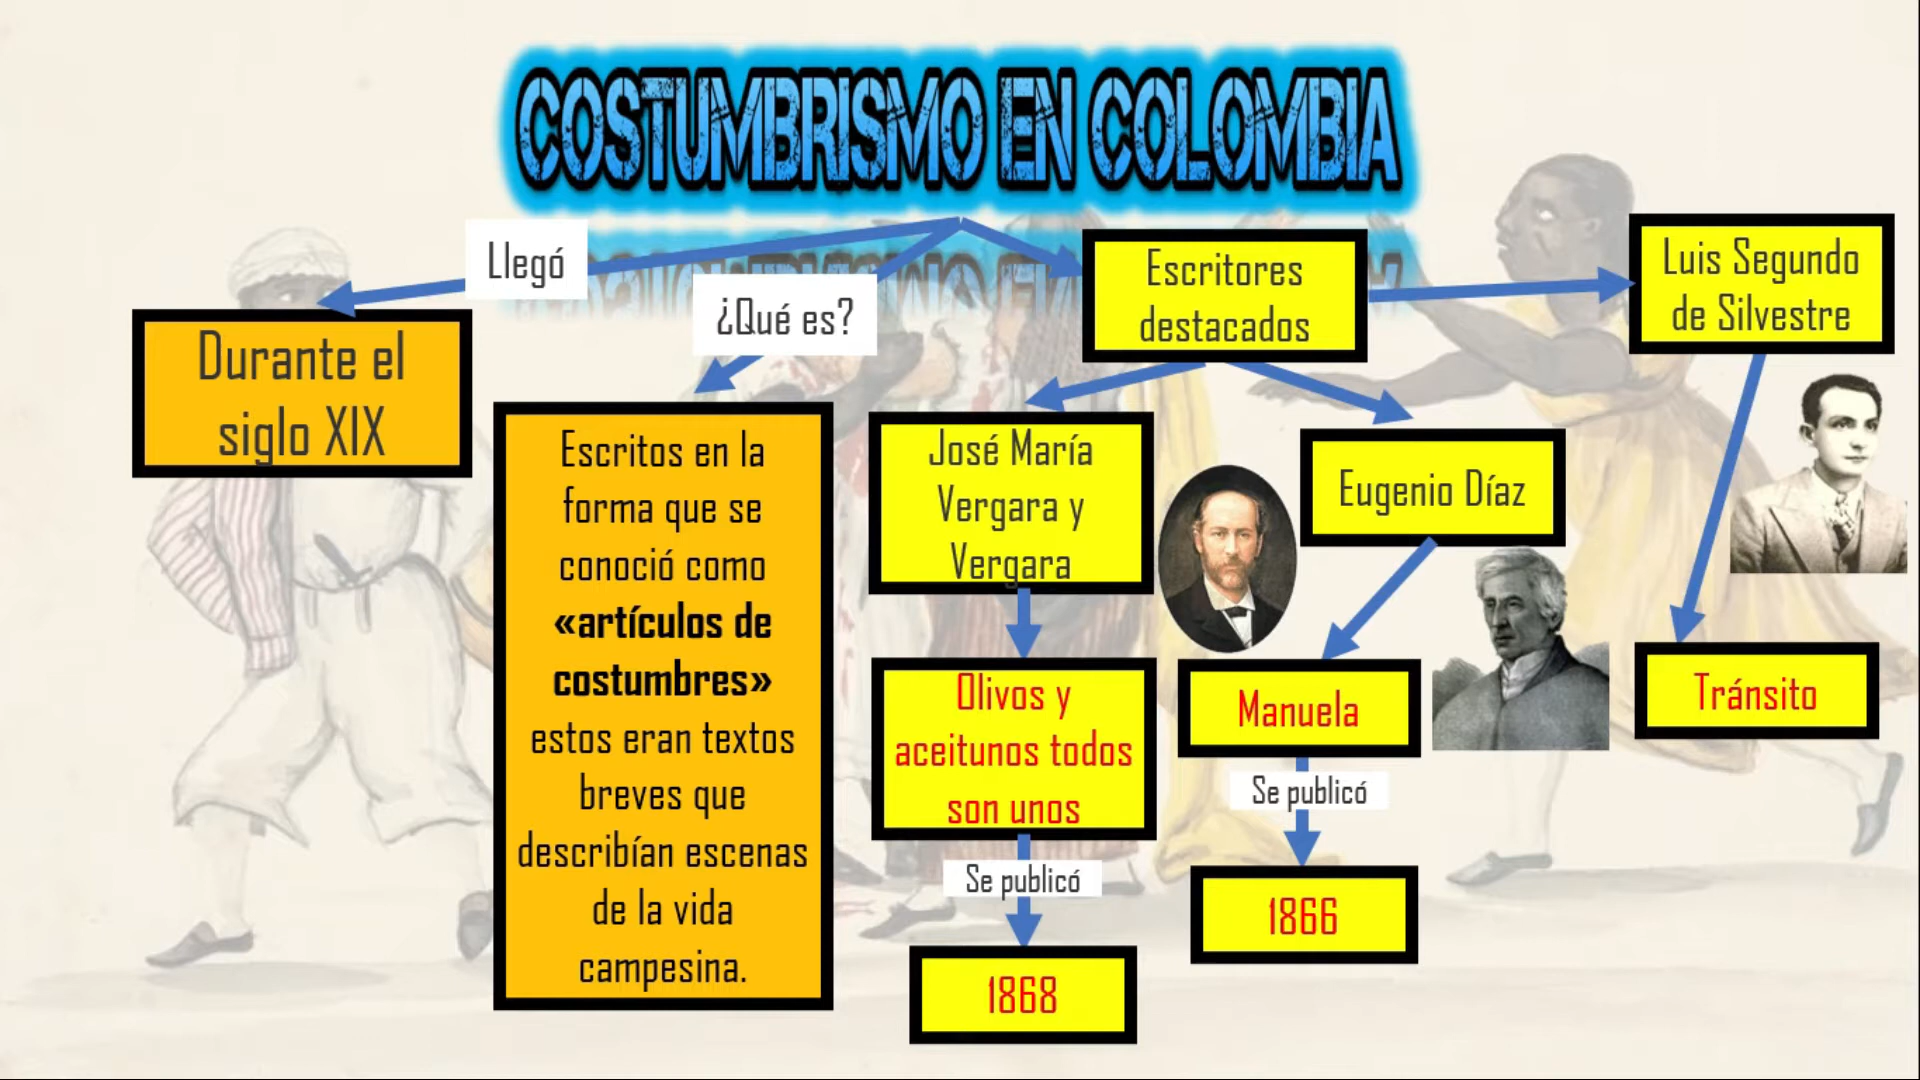 COSTUMBRISMO EN COLOMBIA
Llegó
Durante el
siglo XIX
¿Qué es?
Escritos en la
forma que se
conoció como
«artículos de
costumbres»
estos eran textos
breves que
describían escenas
de la vida
campesina.
Escritores
destacados
José María
Vergara y
Vergara
Olivos y
aceitunos todos
son unos
Se publicó
1868
Eugenio Díaz
Manuela
Se publicó
1866
Luis Segundo
de Silvestre
Tránsito